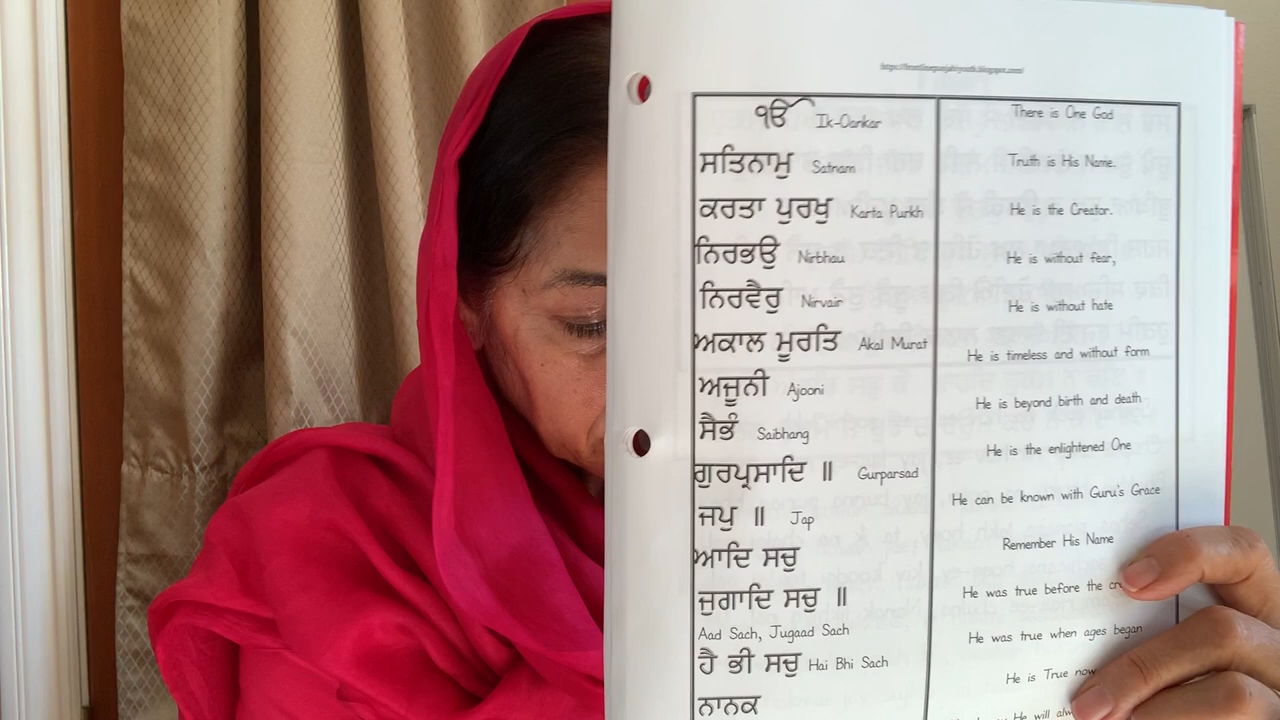 ੴ Ik-Oankar There is One God
ਸਤਿਨਾਮੁ Satnam Truth is His Name.
ਕਰਤਾ ਪੁਰਖੁ Karta Purkh He is the Creator.
ਨਿਰਭਉ Nirbhau He is without fear,
ਨਿਰਵੈਰੁ Nirvair He is without hate
ਅਕਾਲ ਮੂਰਤਿ Akal Murat He is timeless and without form
ਅਜੂਨੀ Ajooni He is beyond birth and death
ਸੈਭੰ Saibhang He is the enlightened One
ਗੁਰਪ੍ਰਸਾਦਿ ॥ Gurparsad He can be known with Guru's Grace
ਜਪੁ ॥ Jap Remember His Name
ਆਦਿ ਸਚੁ He was true before the
ਜੁਗਾਦਿ ਸਚੁ ॥
Aad Sach, Jugaad Sach He was true when ages began
ਹੈ ਭੀ ਸਚੁ Hai Bhi Sach He is True now
ਨਾਨਕ He will